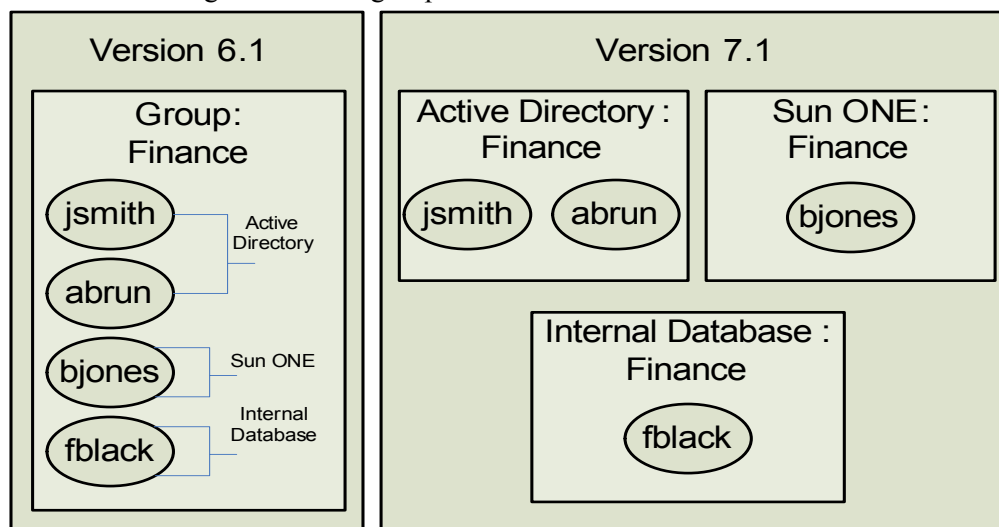 Version 6.1
Group:
Finance
jsmith
abrun
bjones
fblack
Active
Directory
Sun ONE
Internal
Database
Version 7.1
Active Directory :
Finance
jsmith
abrun
Sun ONE:
Finance
bjones
Internal Database :
Finance
fblack